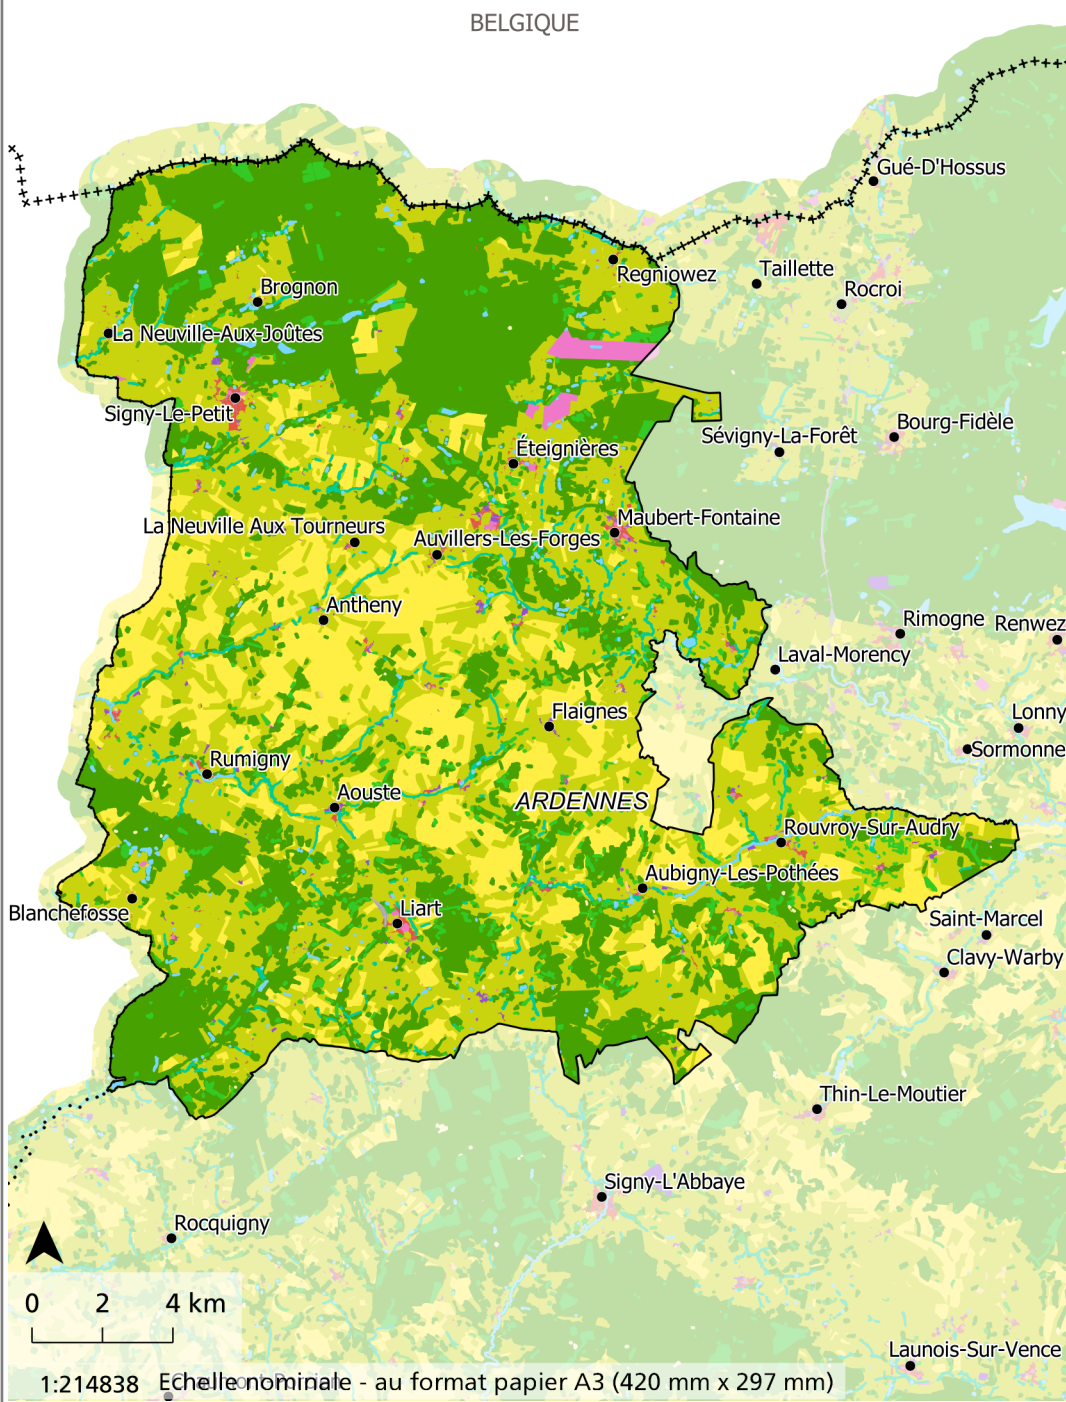 BELGIQUE
Gué-D'Hossus
Taillette
Regniowez
Rocroi
Brognon
La Neuville-Aux-Joûtes
Signy-Le-Petit
Bourg-Fidèle
Sévigny-La-Forêt
Éteignières
Maubert-Fontaine
La Neuville Aux Tourneurs
Auvillers-Les-Forges
Antheny
Rimogne
Renwez
Laval-Morency
Flaignes
Lonny
Sormonne
Rumigny
Aouste
ARDENNES
Rouvroy-Sur-Audry
Aubigny-Les-Pothées
Blanchefosse
Liart
Saint-Marcel
Clavy-Warby
Thin-Le-Moutier
Signy-L'Abbaye
Rocquigny
0 2 4 km
Launois-Sur-Vence
1:214838 Echelle nominale - au format papier A3 (420 mm x 297 mm)